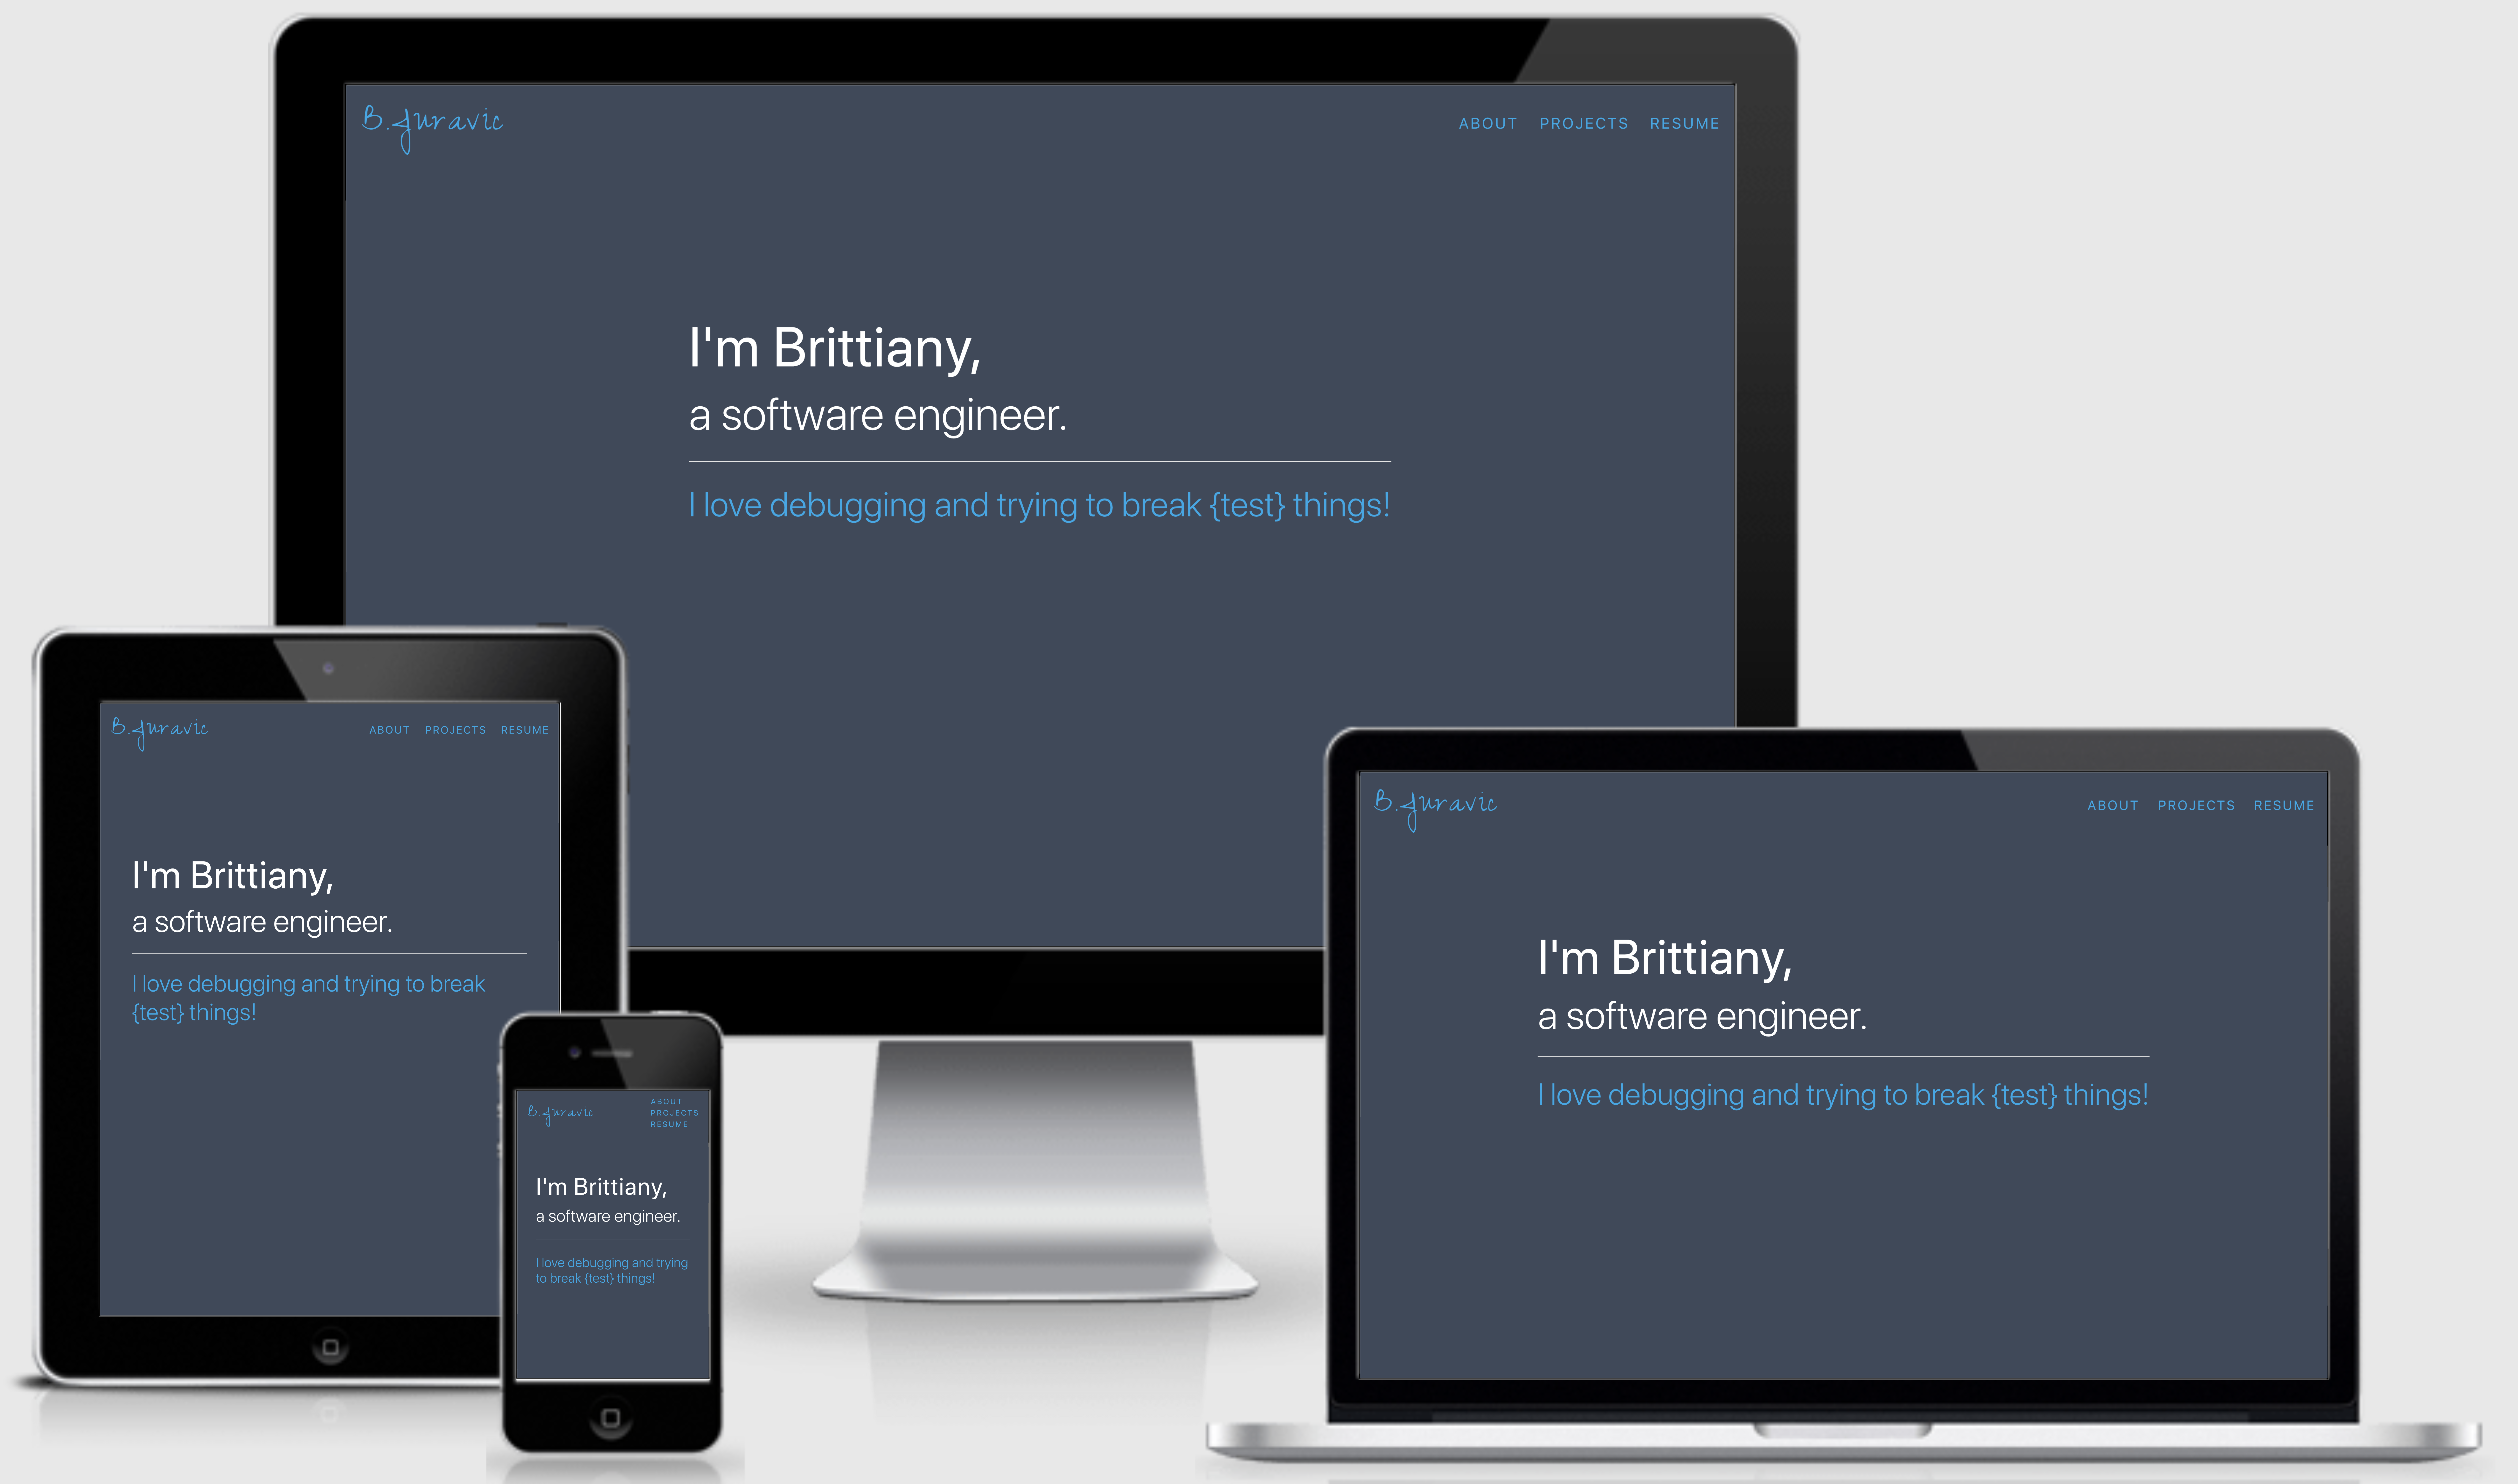 B.Juravic
ABOUT PROJECTS RESUME
I'm Brittiany,
a software engineer.
I love debugging and trying to break {test} things!
B.Juravic
ABOUT PROJECTS RESUME
I'm Brittiany,
a software engineer.
I love debugging and trying to break
{test} things!
B.Juravic
ABOUT
PROJECTS
RESUME
I'm Brittiany,
a software engineer.
I love debugging and trying
to break {test} things!
B.Juravic
ABOUT PROJECTS RESUME
I'm Brittiany,
a software engineer.
I love debugging and trying to break {test} things!